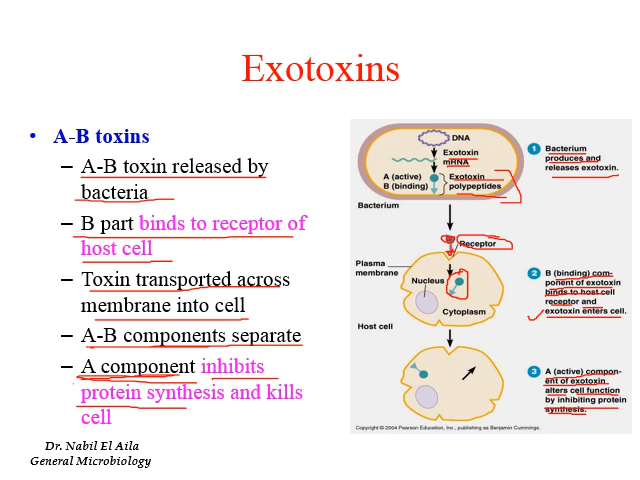 Exotoxins
• A-B toxins
– A-B toxin released by
bacteria
– B part binds to receptor of
host cell
– Toxin transported across
membrane into cell
– A-B components separate
– A component inhibits
protein synthesis and kills
cell
Dr. Nabil El Aila
General Microbiology
DNA
Exotoxin
mRNA
A (active)
B (binding)
Exotoxin
polypeptides
Bacterium
1 Bacterium
produces and
releases exotoxin.
Receptor
Plasma
membrane
Nucleus
Cytoplasm
Host cell
2 B (binding) com-
ponent of exotoxin
binds to host cell
receptor and
exotoxin enters cell.
3 A (active) compon-
ent of exotoxin
alters cell function
by inhibiting protein
synthesis.
Copyright © 2004 Pearson Education, Inc., publishing as Benjamin Cummings.